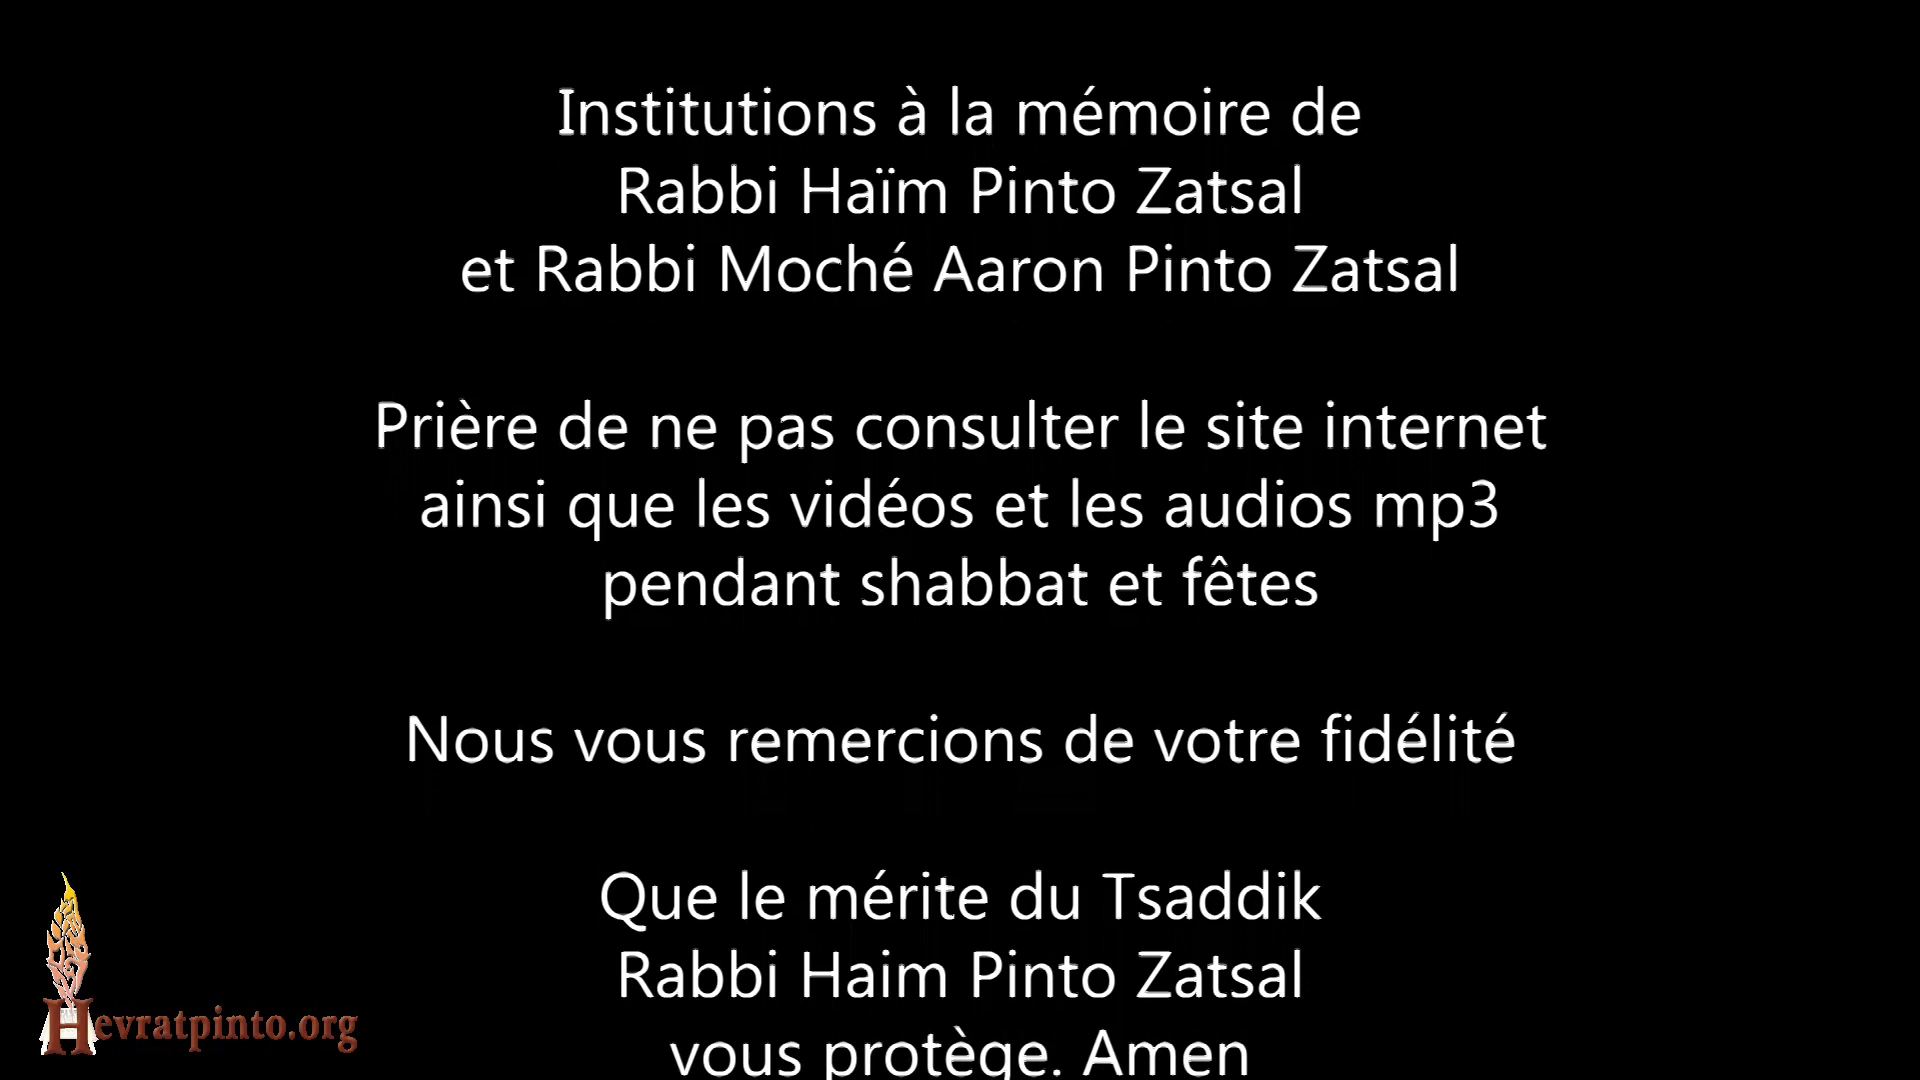 Institutions à la mémoire de
Rabbi Haïm Pinto Zatsal
et Rabbi Moché Aaron Pinto Zatsal
Prière de ne pas consulter le site internet
ainsi que les vidéos et les audios mp3
pendant shabbat et fêtes
Nous vous remercions de votre fidélité
Que le mérite du Tsaddik
Rabbi Haim Pinto Zatsal
vous protège. Amen
Hevratpinto.org